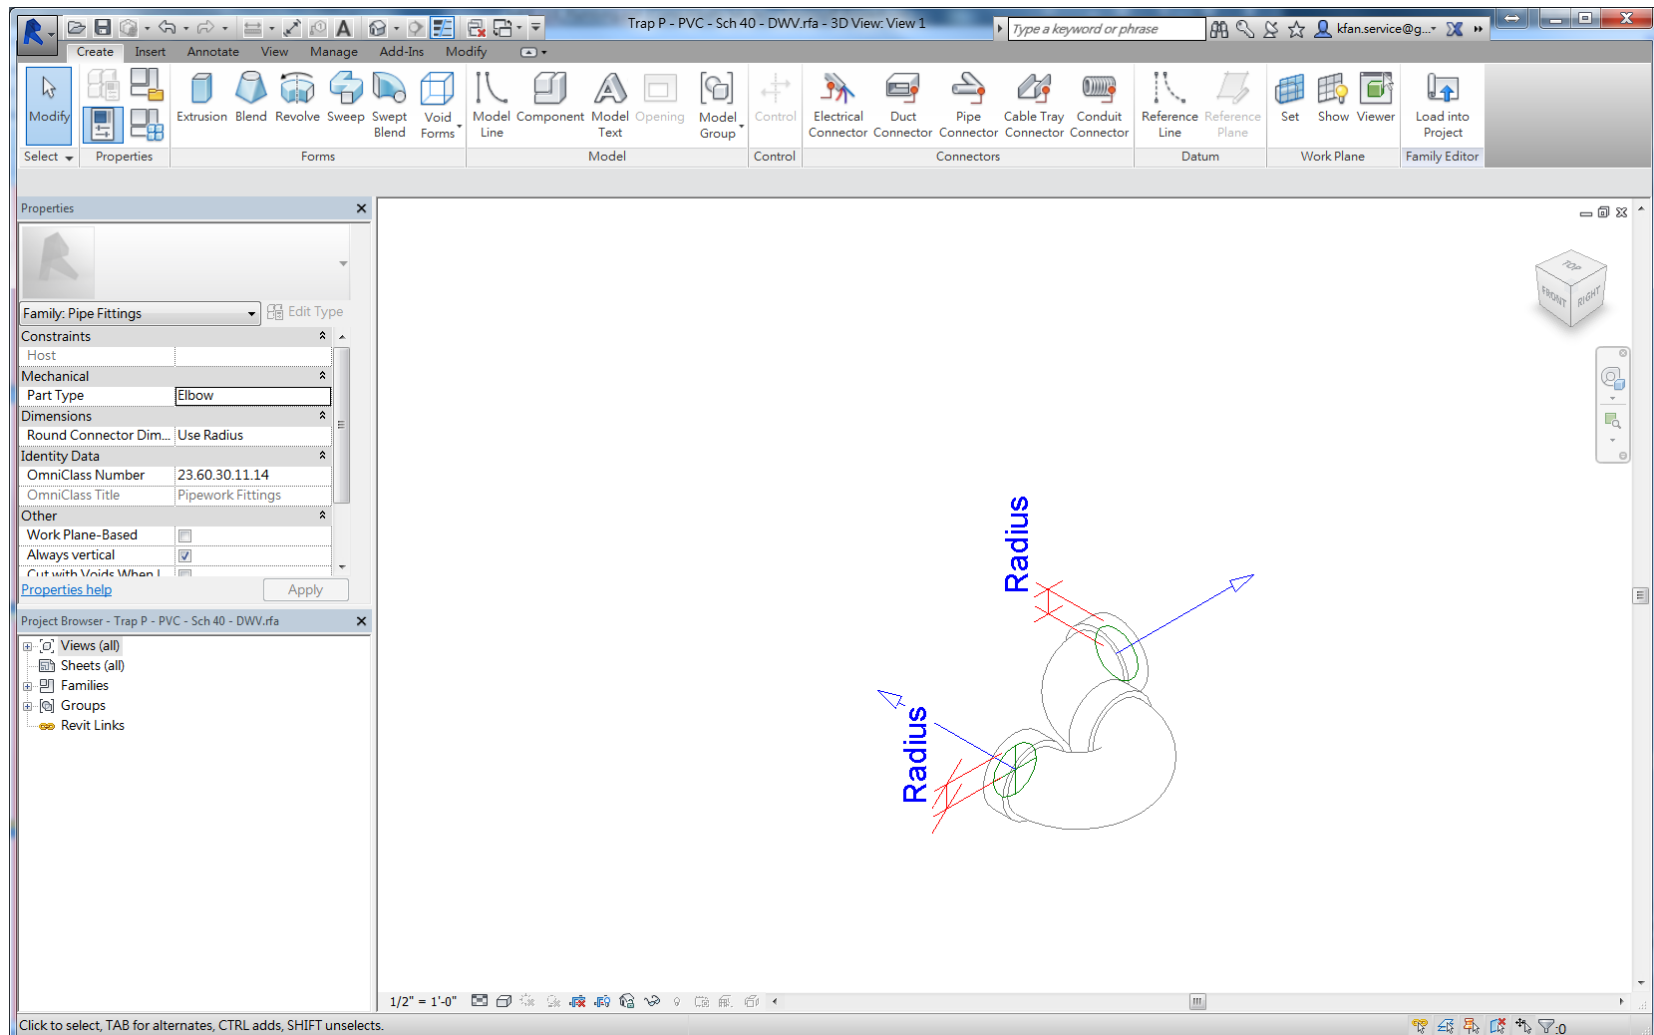 Trap P - PVC - Sch 40 - DWV.rfa - 3D View: View 1
Type a keyword or phrase
kfan.service@g...
Create Insert Annotate View Manage Add-Ins Modify
Modify
Extrusion Blend Revolve Sweep Swept Blend Void Forms
Model Line Component Model Text Opening Model Group
Control
Electrical Connector Duct Connector Pipe Connector Cable Tray Connector Conduit Connector
Reference Line Reference Plane
Set Show Viewer
Load into Project
Select Properties Forms Model Control Connectors Datum Work Plane Family Editor
Properties
Family: Pipe Fittings
Edit Type
Constraints
Host
Mechanical
Part Type Elbow
Dimensions
Round Connector Dim... Use Radius
Identity Data
OmniClass Number 23.60.30.11.14
OmniClass Title Pipework Fittings
Other
Work Plane-Based
Always vertical
Cut with Voids When L
Properties help
Apply
Project Browser - Trap P - PVC - Sch 40 - DWV.rfa
Views (all)
Sheets (all)
Families
Groups
Revit Links
TOP
FRONT
RIGHT
Radius
Radius
1/2" = 1'-0"
Click to select, TAB for alternates, CTRL adds, SHIFT unselects.
:0